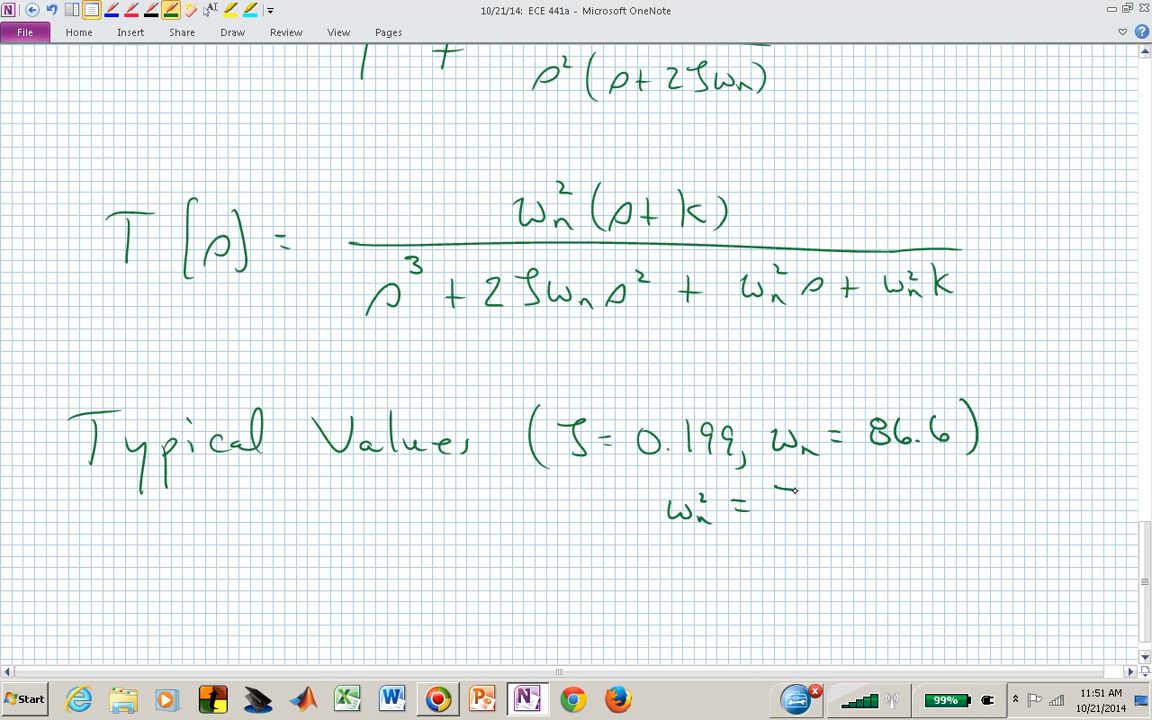 10/21/14: ECE 441a - Microsoft OneNote
File Home Insert Share Draw Review View Pages
s²(s+2ζωn)
T[s] = ωn²(s+k)
s³ + 2ζωn s² + ωn² s + ωn² k
Typical Values (ζ = 0.199, ωn = 86.6)
ωn² =
Start
99%
11:51 AM
10/21/2014